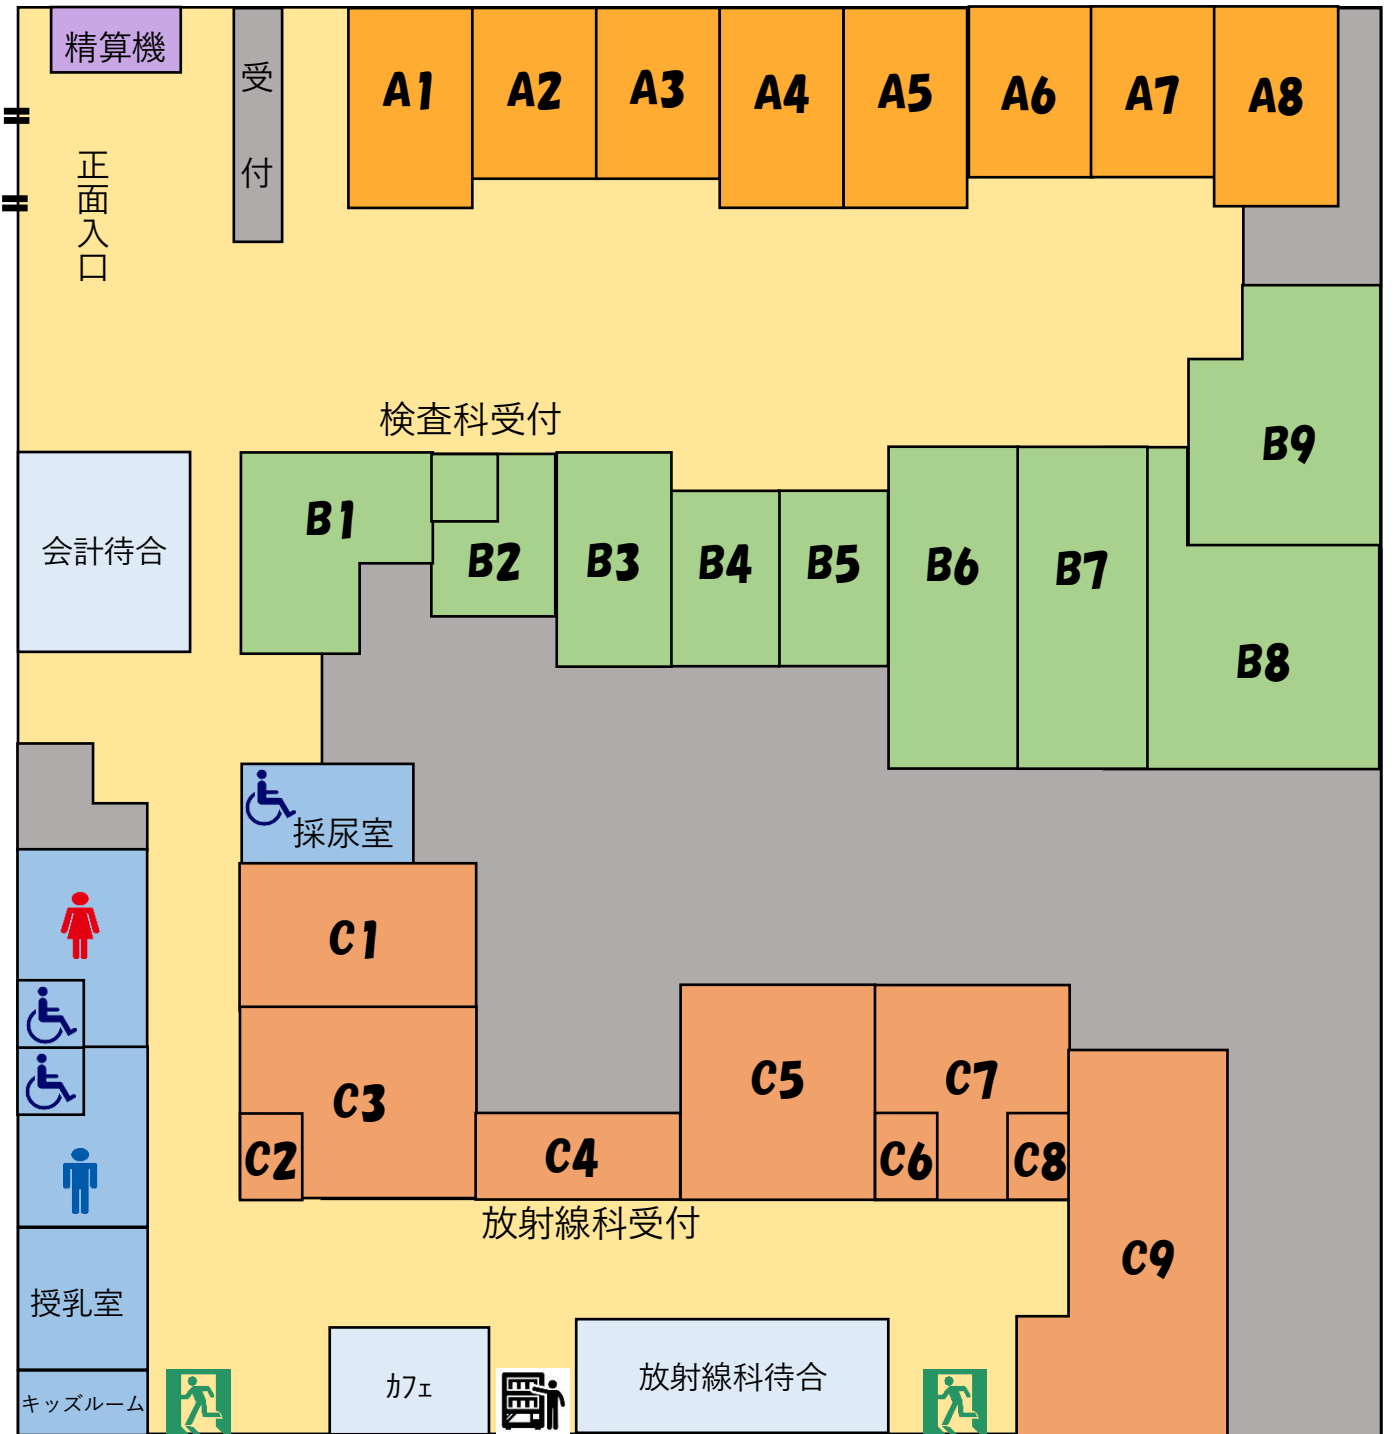 精算機
受付
A1
A2
A3
A4
A5
A6
A7
A8
正面入口
検査科受付
会計待合
B1
B2
B3
B4
B5
B6
B7
B8
B9
採尿室
C1
C2
C3
C4
C5
C6
C7
C8
C9
放射線科受付
授乳室
キッズルーム
ｶﾌｪ
放射線科待合